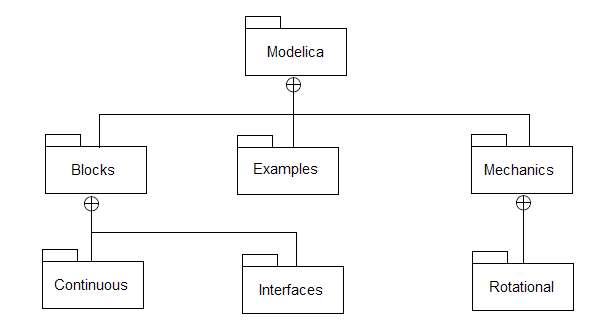 Modelica
Blocks
Examples
Mechanics
Continuous
Interfaces
Rotational